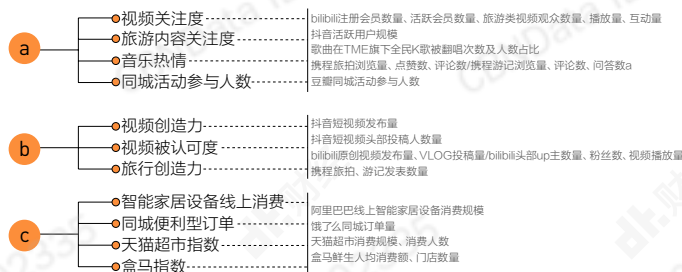 a
视频关注度
旅游内容关注度
音乐热情
同城活动参与人数
bilibili注册会员数量、活跃会员数量、旅游类视频观众数量、播放量、互动量
抖音活跃用户规模
歌曲在TME旗下全民K歌被翻唱次数及人数占比
携程旅拍浏览量、点赞数、评论数/携程游记浏览量、评论数、问答数a
豆瓣同城活动参与人数
b
视频创造力
视频被认可度
旅行创造力
抖音短视频发布量
抖音短视频头部投稿人数量
bilibili原创视频发布量、VLOG投稿量/bilibili头部up主数量、粉丝数、视频播放量
携程旅拍、游记发表数量
c
智能家居设备线上消费
同城便利型订单
天猫超市指数
盒马指数
阿里巴巴线上智能家居设备消费规模
饿了么同城订单量
天猫超市消费规模、消费人数
盒马鲜生人均消费额、门店数量